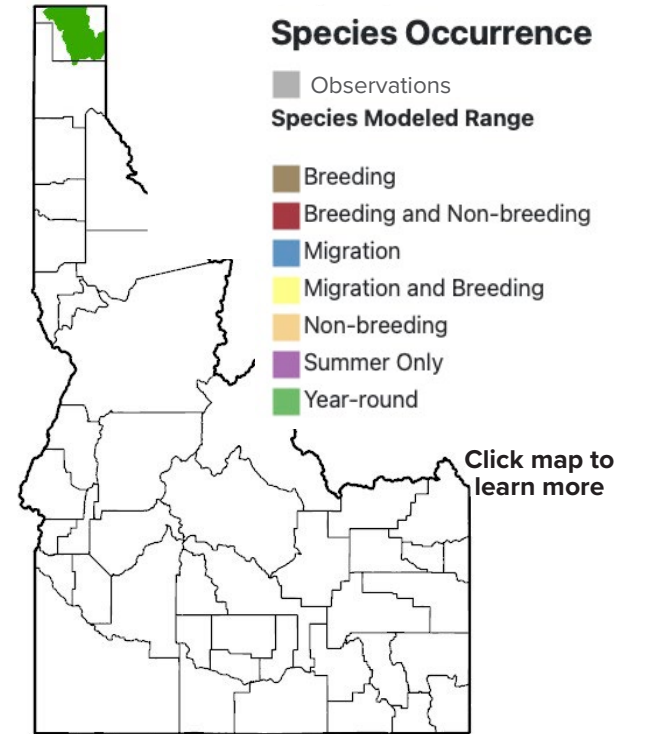 Species Occurrence
Observations
Species Modeled Range
Breeding
Breeding and Non-breeding
Migration
Migration and Breeding
Non-breeding
Summer Only
Year-round
Click map to
learn more